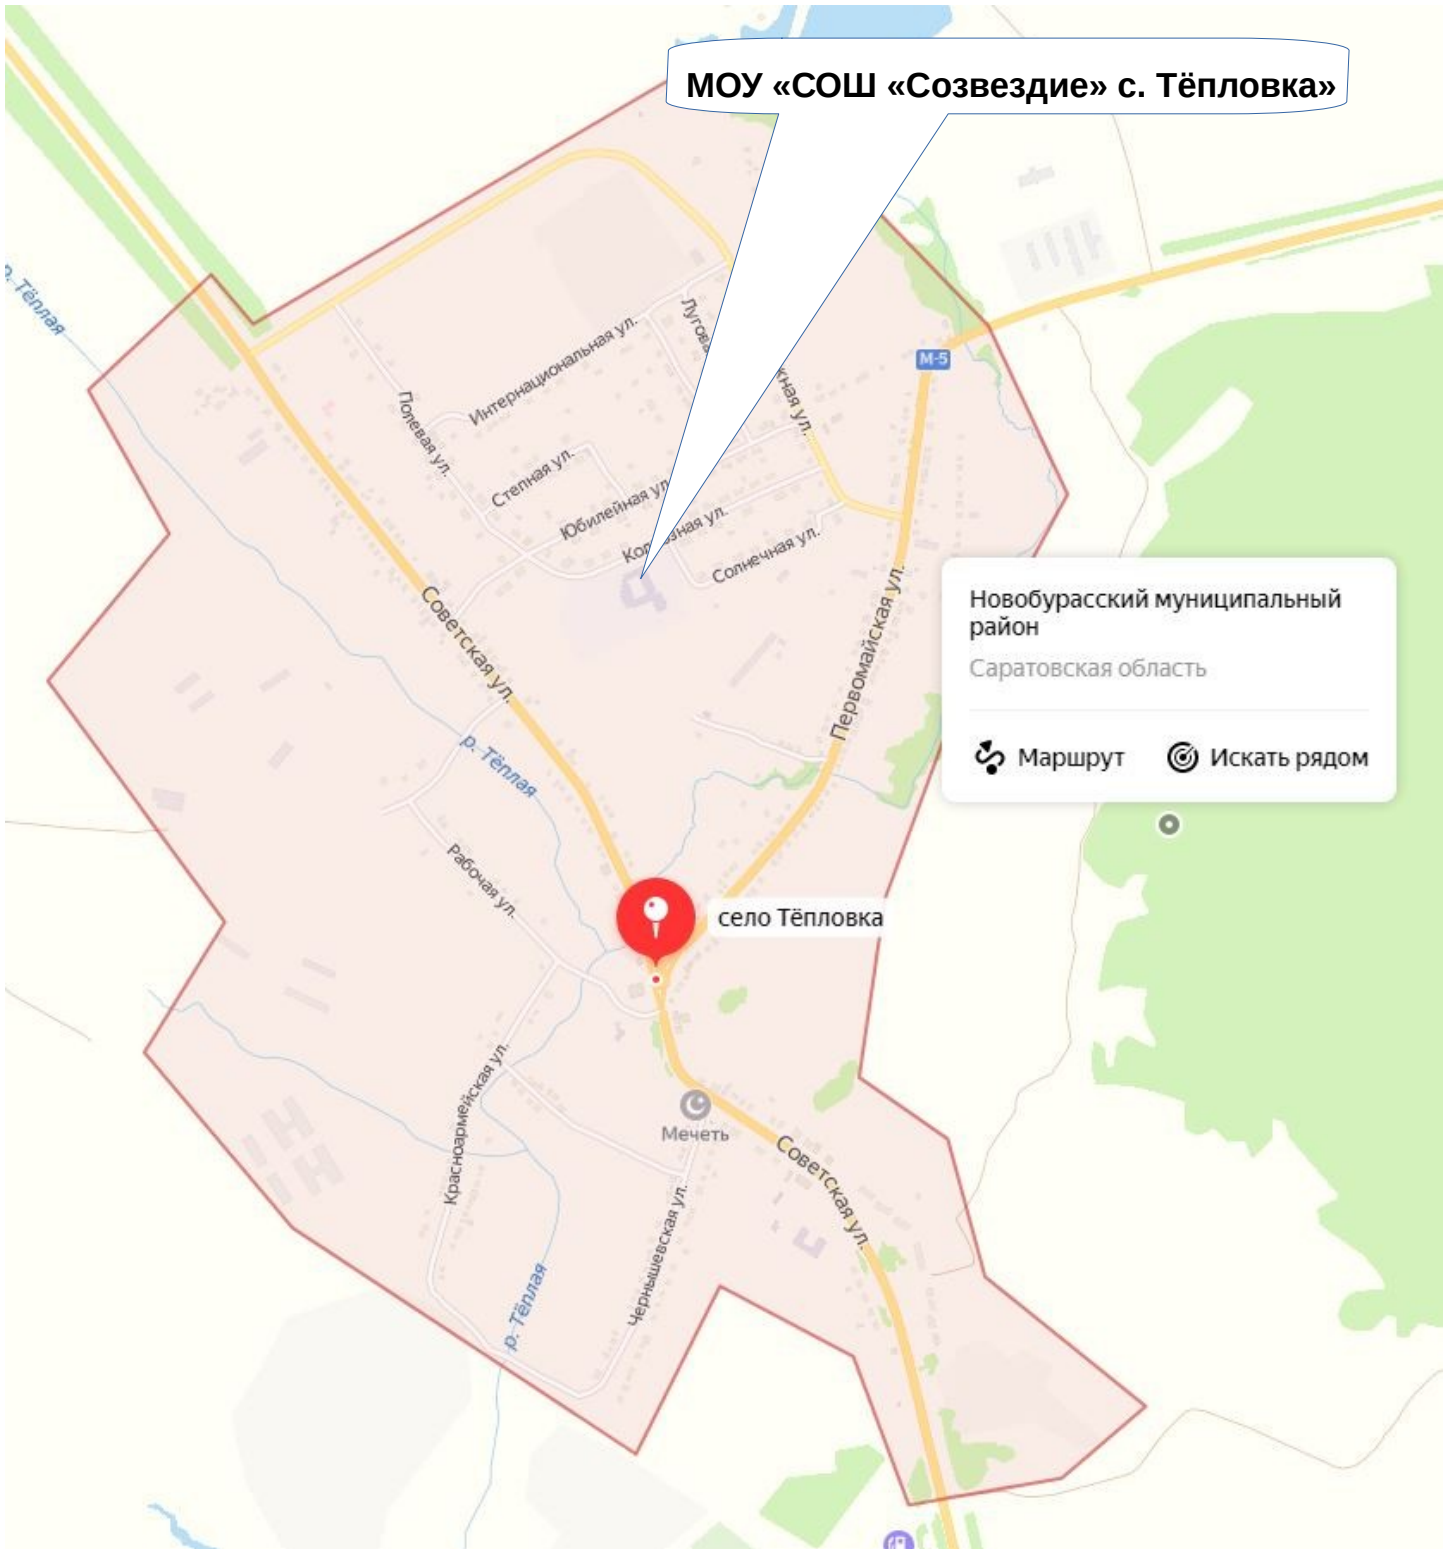 МОУ «СОШ «Созвездие» с. Тёпловка»
р. Тёплая
Интернациональная ул.
М-5
Полевая ул.
Степная ул.
Юбилейная ул
ул.
Солнечная ул.
Советская ул.
Первомайская ул.
Новобурасский муниципальный
район
Саратовская область
Маршрут
Искать рядом
р. Тёплая
Рабочая ул.
село Тёпловка
Красноармейская ул.
Мечеть
Советская ул.
Чернышевская ул.
р. Тёплая